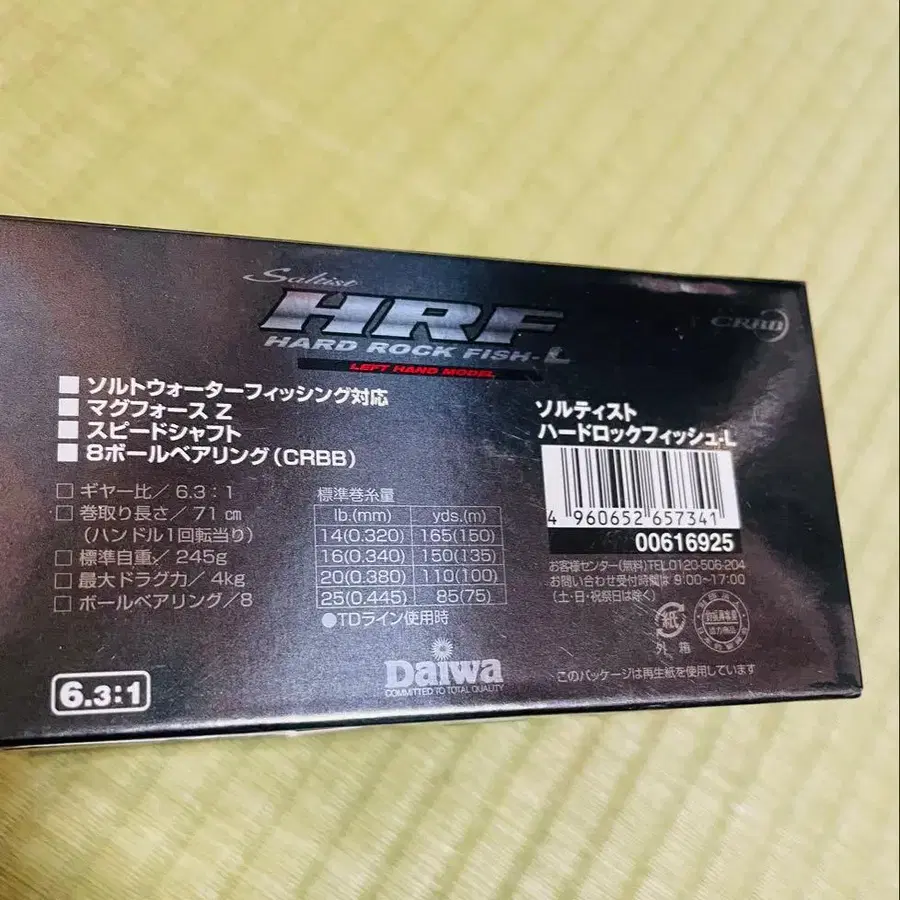 Saltist
HRF
HARD ROCK FISH-L
LEFT HAND MODEL
CRBB
■ ソルトウォーターフィッシング対応
■ マグフォース Z
■ スピードシャフト
■ 8ボールベアリング(CRBB)
□ ギヤー比/6.3:1
□ 巻取り長さ/71㎝
(ハンドル1回転当り)
□ 標準自重/245g
□ 最大ドラグ力/4kg
□ ボールベアリング/8
標準巻糸量
lb.(mm) yds.(m)
14(0.320) 165(150)
16(0.340) 150(135)
20(0.380) 110(100)
25(0.445) 85(75)
●TDライン使用時
ソルティスト
ハードロックフィッシュ-L
4 960652 657341
00616925
お客様センター(無料)TEL0120-506-204
お問い合わせ受付時間は 9:00〜17:00
(土・日・祝祭日は除く)
紙
外箱
このパッケージは再生紙を使用しています
6.3:1
Daiwa
COMMITTED TO TOTAL QUALITY